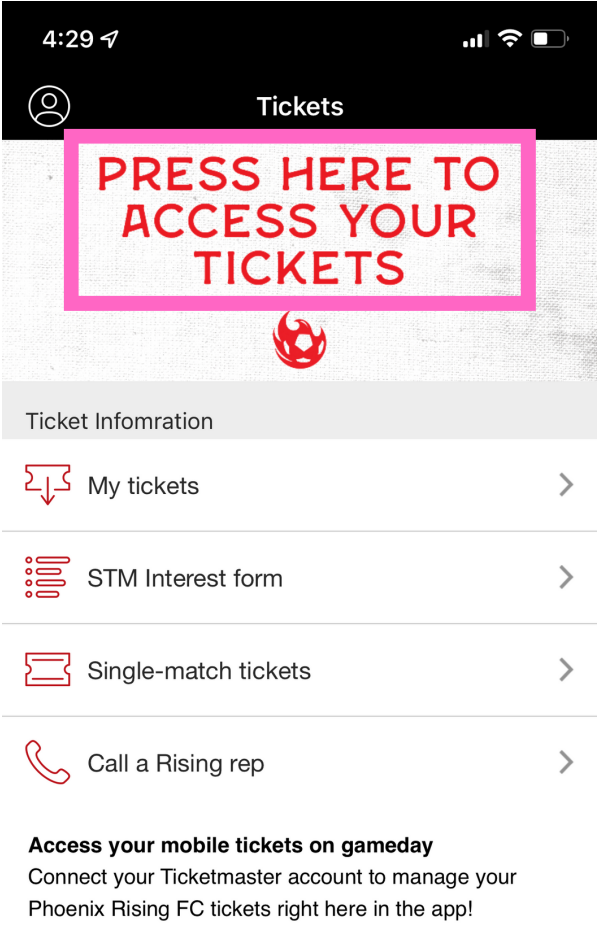 4:29
Tickets
PRESS HERE TO
ACCESS YOUR
TICKETS
Ticket Infomration
My tickets
STM Interest form
Single-match tickets
Call a Rising rep
Access your mobile tickets on gameday
Connect your Ticketmaster account to manage your
Phoenix Rising FC tickets right here in the app!